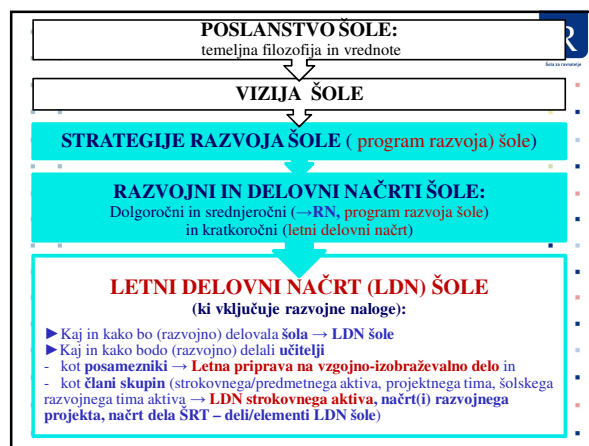 POSLANSTVO ŠOLE:
temeljna filozofija in vrednote
R
Šola za ravnatelje
VIZIJA ŠOLE
STRATEGIJE RAZVOJA ŠOLE ( program razvoja) šole)
RAZVOJNI IN DELOVNI NAČRTI ŠOLE:
Dolgoročni in srednjeročni (→RN, program razvoja šole)
in kratkoročni (letni delovni načrt)
LETNI DELOVNI NAČRT (LDN) ŠOLE
(ki vključuje razvojne naloge):
►Kaj in kako bo (razvojno) delovala šola → LDN šole
►Kaj in kako bodo (razvojno) delali učitelji
- kot posamezniki → Letna priprava na vzgojno-izobraževalno delo in
- kot člani skupin (strokovnega/predmetnega aktiva, projektnega tima, šolskega
razvojnega tima aktiva → LDN strokovnega aktiva, načrt(i) razvojnega
projekta, načrt dela ŠRT – deli/elementi LDN šole)